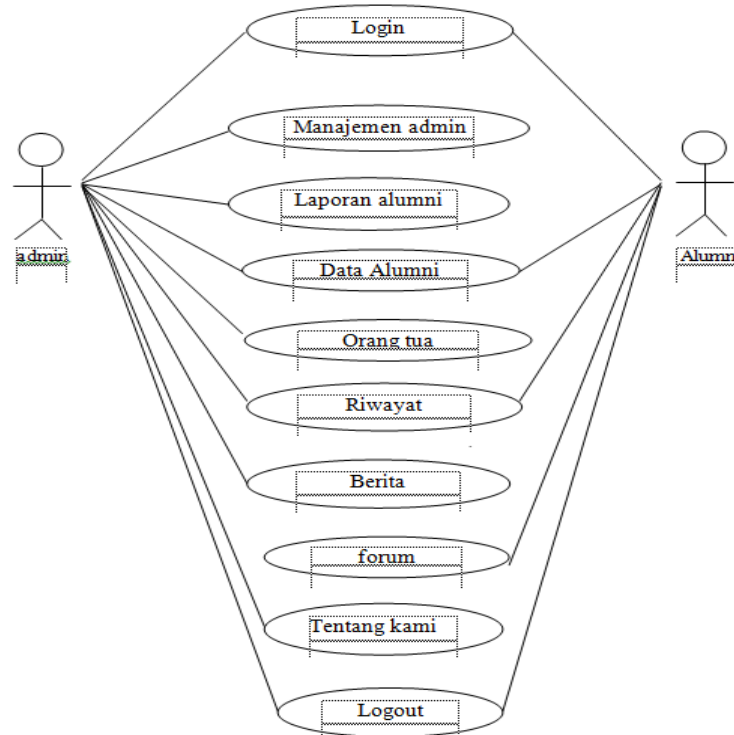 Login
Manajemen admin
Laporan alumni
admin
Alumn
Data Alumni
Orang tua
Riwayat
Berita
forum
Tentang kami
Logout